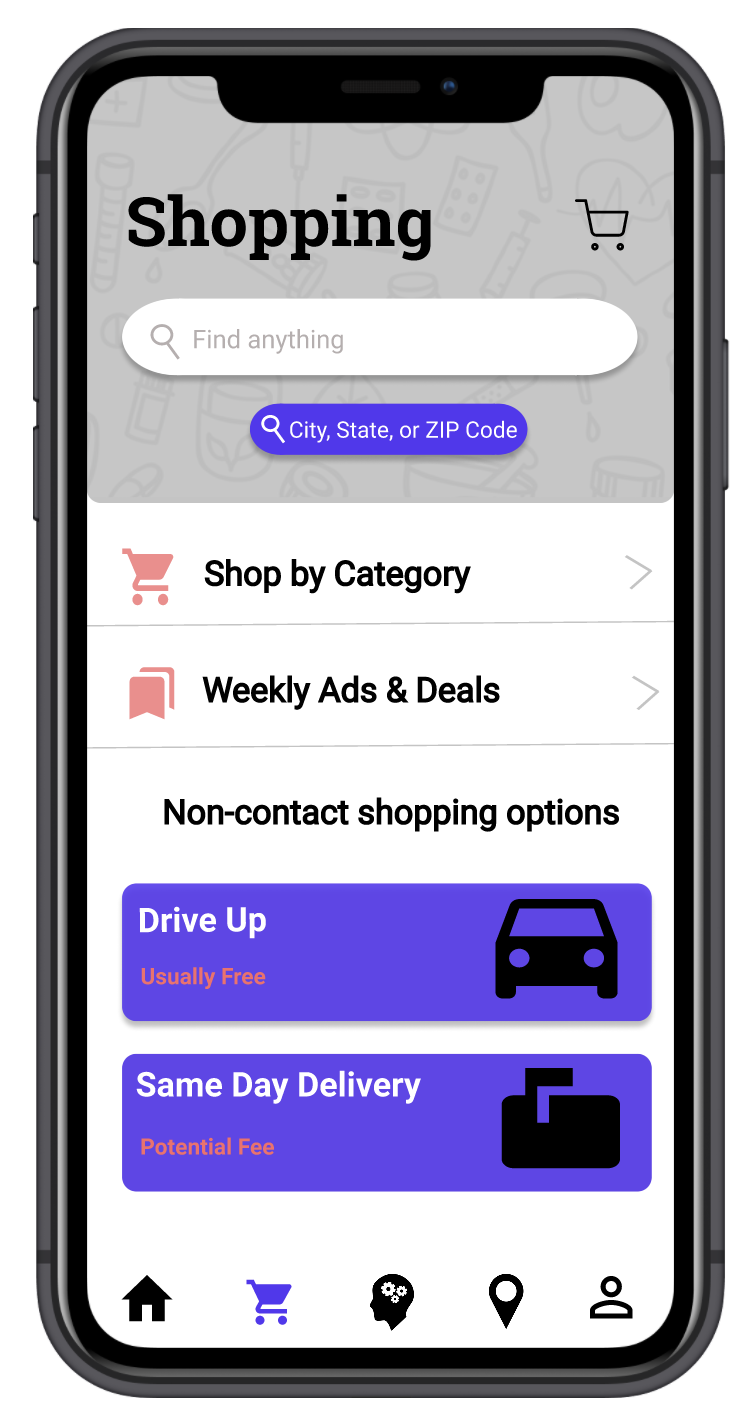 Shopping
Find anything
City, State, or ZIP Code
Shop by Category
Weekly Ads & Deals
Non-contact shopping options
Drive Up
Usually Free
Same Day Delivery
Potential Fee